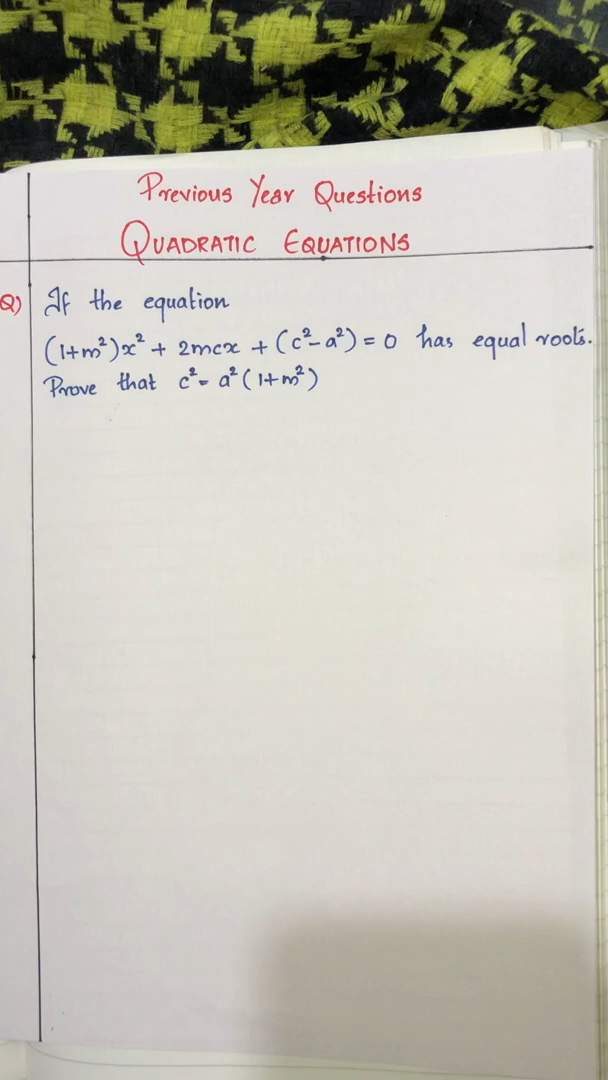 Previous Year Questions
QUADRATIC EQUATIONS
Q) If the equation
(1+m²)x² + 2mcx + (c²-a²) = 0 has equal roots.
Prove that c² = a² (1+m²)